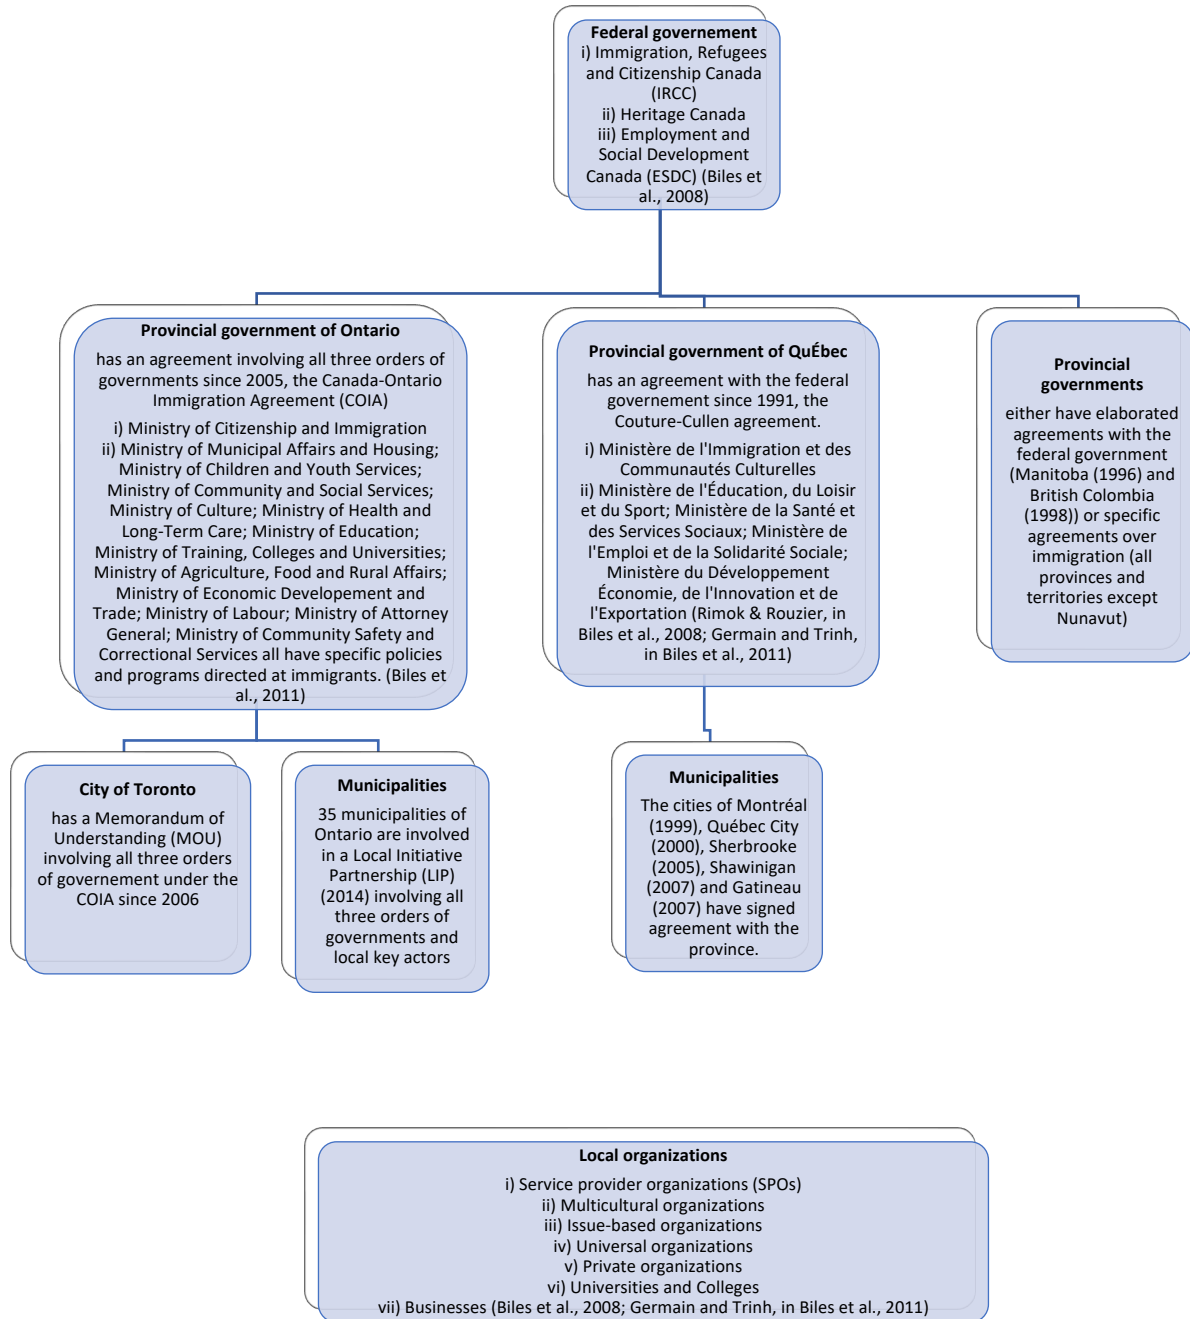 Federal governement
i) Immigration, Refugees
and Citizenship Canada
(IRCC)
ii) Heritage Canada
iii) Employment and
Social Development
Canada (ESDC) (Biles et
al., 2008)
Provincial government of Ontario
has an agreement involving all three orders of
governments since 2005, the Canada-Ontario
Immigration Agreement (COIA)
i) Ministry of Citizenship and Immigration
ii) Ministry of Municipal Affairs and Housing;
Ministry of Children and Youth Services;
Ministry of Community and Social Services;
Ministry of Culture; Ministry of Health and
Long-Term Care; Ministry of Education;
Ministry of Training, Colleges and Universities;
Ministry of Agriculture, Food and Rural Affairs;
Ministry of Economic Developement and
Trade; Ministry of Labour; Ministry of Attorney
General; Ministry of Community Safety and
Correctional Services all have specific policies
and programs directed at immigrants. (Biles et
al., 2011)
Provincial government of QuÉbec
has an agreement with the federal
governement since 1991, the
Couture-Cullen agreement.
i) Ministère de l'Immigration et des
Communautés Culturelles
ii) Ministère de l'Éducation, du Loisir
et du Sport; Ministère de la Santé et
des Services Sociaux; Ministère de
l'Emploi et de la Solidarité Sociale;
Ministère du Développement
Économie, de l'Innovation et de
l'Exportation (Rimok & Rouzier, in
Biles et al., 2008; Germain and Trinh,
in Biles et al., 2011)
Provincial
governments
either have elaborated
agreements with the
federal government
(Manitoba (1996) and
British Colombia
(1998)) or specific
agreements over
immigration (all
provinces and
territories except
Nunavut)
City of Toronto
has a Memorandum of
Understanding (MOU)
involving all three orders
of governement under the
COIA since 2006
Municipalities
35 municipalities of
Ontario are involved
in a Local Initiative
Partnership (LIP)
(2014) involving all
three orders of
governments and
local key actors
Municipalities
The cities of Montréal
(1999), Québec City
(2000), Sherbrooke
(2005), Shawinigan
(2007) and Gatineau
(2007) have signed
agreement with the
province.
Local organizations
i) Service provider organizations (SPOs)
ii) Multicultural organizations
iii) Issue-based organizations
iv) Universal organizations
v) Private organizations
vi) Universities and Colleges
vii) Businesses (Biles et al., 2008; Germain and Trinh, in Biles et al., 2011)